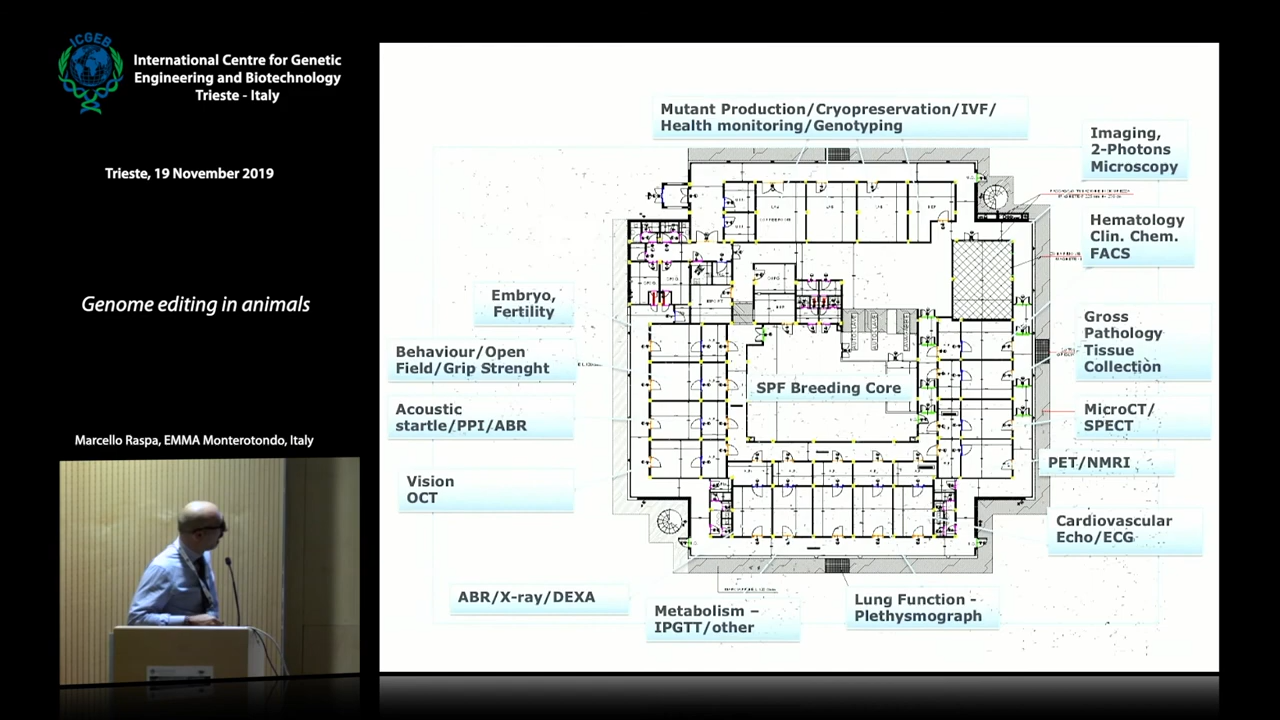 ICGEB
International Centre for Genetic
Engineering and Biotechnology
Trieste - Italy
Trieste, 19 November 2019
Genome editing in animals
Marcello Raspa, EMMA Monterotondo, Italy
Mutant Production/Cryopreservation/IVF/
Health monitoring/Genotyping
Imaging,
2-Photons
Microscopy
Hematology
Clin. Chem.
FACS
Embryo,
Fertility
Gross
Pathology
Tissue
Collection
Behaviour/Open
Field/Grip Strenght
SPF Breeding Core
Acoustic
startle/PPI/ABR
MicroCT/
SPECT
PET/NMRI
Vision
OCT
Cardiovascular
Echo/ECG
ABR/X-ray/DEXA
Metabolism –
IPGTT/other
Lung Function -
Plethysmograph